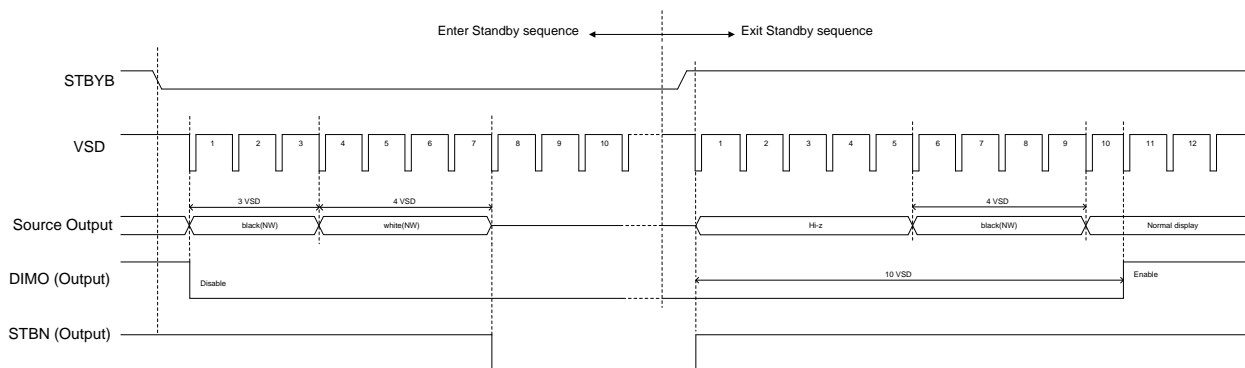 Enter Standby sequence
Exit Standby sequence
STBYB
VSD
1 2 3 4 5 6 7 8 9 10 1 2 3 4 5 6 7 8 9 10 11 12
3 VSD
4 VSD
4 VSD
Source Output
black(NW)
white(NW)
Hi-z
black(NW)
Normal display
DIMO (Output)
Disable
10 VSD
Enable
STBN (Output)